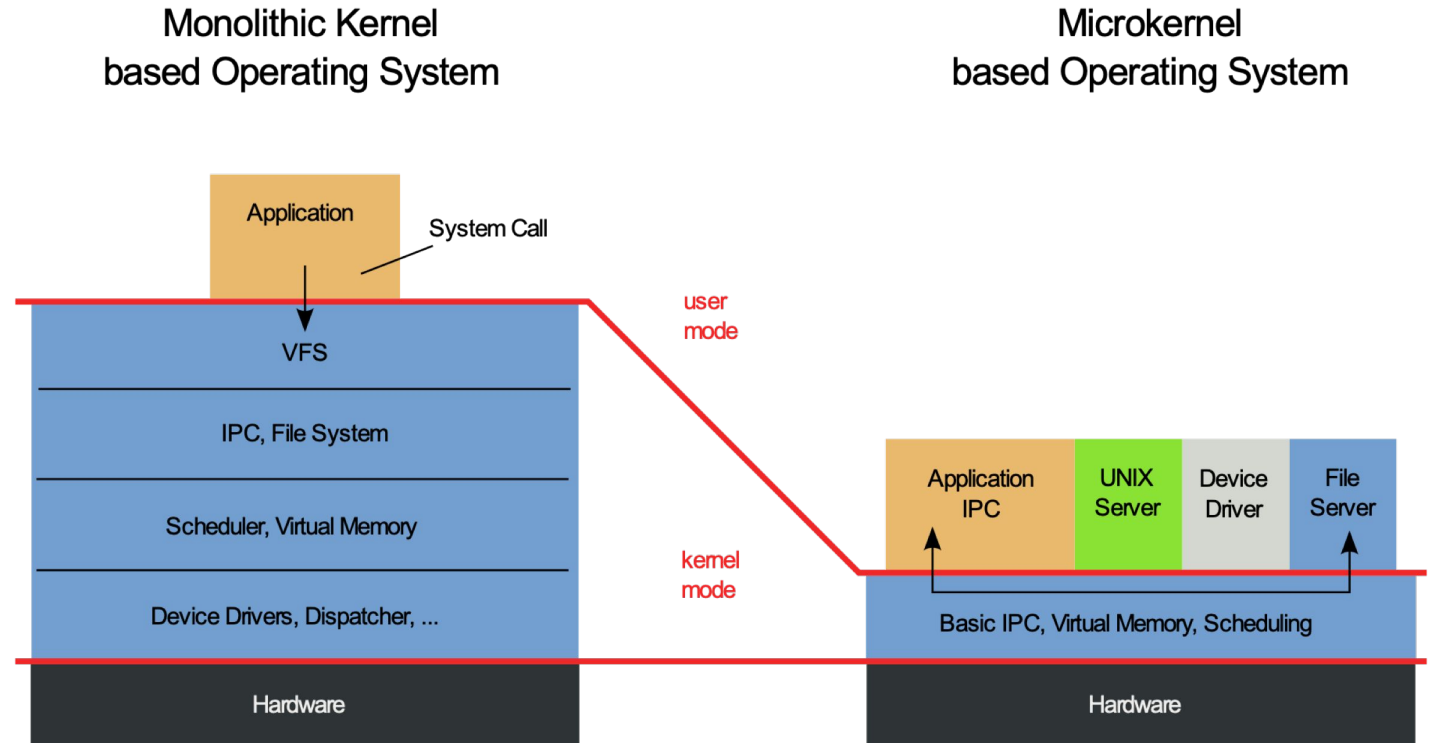 Monolithic Kernel
based Operating System
Microkernel
based Operating System
Application
System Call
user
mode
VFS
IPC, File System
Scheduler, Virtual Memory
kernel
mode
Device Drivers, Dispatcher, ...
Hardware
Application
IPC
UNIX
Server
Device
Driver
File
Server
Basic IPC, Virtual Memory, Scheduling
Hardware